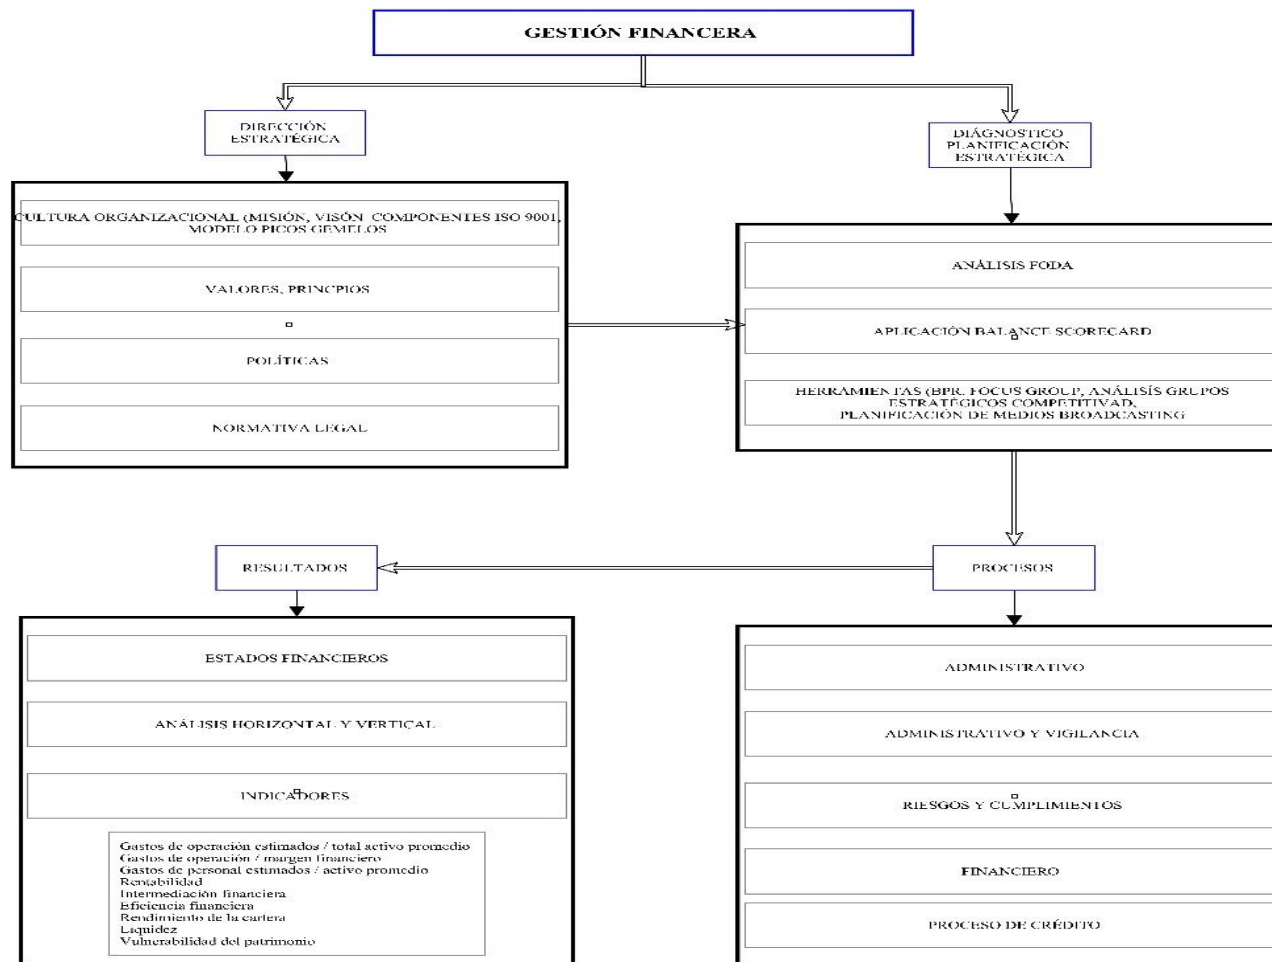 GESTIÓN FINANCERA
DIRECCIÓN
ESTRATÉGICA
DIÁGNOSTICO
PLANIFICACIÓN
ESTRATÉGICA
CULTURA ORGANIZACIONAL (MISIÓN, VISÓN COMPONENTES ISO 9001,
MODELO PICOS GEMELOS
VALORES, PRINCPIOS
POLÍTICAS
NORMATIVA LEGAL
ANÁLISIS FODA
APLICACIÓN BALANCE SCORECARD
HERRAMIENTAS (BPR. FOCUS GROUP, ANÁLÍSÍS GRUPOS
ESTRATÉGICOS COMPETITIVAD,
PLANIFICACIÓN DE MEDIOS BROADCASTING
RESULTADOS
PROCESOS
ESTADOS FINANCIEROS
ANÁLISIS HORIZONTAL Y VERTICAL
INDICADORES
Gastos de operación estimados / total activo promedio
Gastos de operación / margen financiero
Gastos de personal estimados / activo promedio
Rentabilidad
Intermediación financiera
Eficiencia financiera
Rendimiento de la cartera
Liquidez
Vulnerabilidad del patrimonio
ADMINISTRATIVO
ADMINISTRATIVO Y VIGILANCIA
RIESGOS Y CUMPLIMIENTOS
FINANCIERO
PROCESO DE CRÉDITO